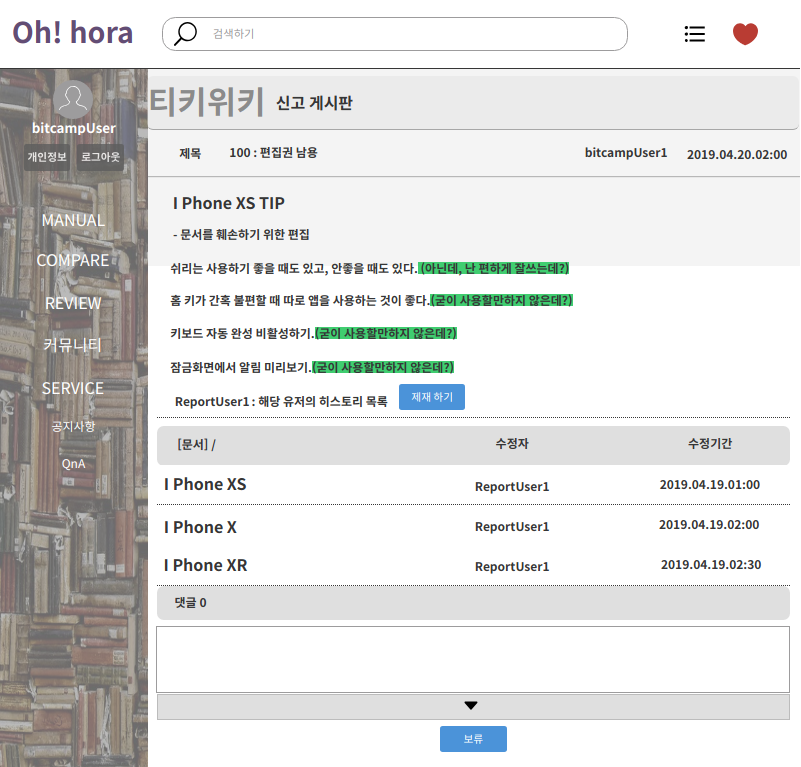 Oh! hora
검색하기
bitcampUser
개인정보 로그아웃
MANUAL
COMPARE
REVIEW
커뮤니티
SERVICE
공지사항
QnA
티키위키 신고 게시판
제목 100 : 편집권 남용 bitcampUser1 2019.04.20.02:00
I Phone XS TIP
- 문서를 훼손하기 위한 편집
쉬리는 사용하기 좋을 때도 있고, 안좋을 때도 있다. (아닌데, 난 편하게 잘쓰는데?)
홈 키가 간혹 불편할 때 따로 앱을 사용하는 것이 좋다.(굳이 사용할만하지 않은데?)
키보드 자동 완성 비활성하기.(굳이 사용할만하지 않은데?)
잠금화면에서 알림 미리보기.(굳이 사용할만하지 않은데?)
ReportUser1 : 해당 유저의 히스토리 목록 제재 하기
[문서] / 수정자 수정기간
I Phone XS ReportUser1 2019.04.19.01:00
I Phone X ReportUser1 2019.04.19.02:00
I Phone XR ReportUser1 2019.04.19.02:30
댓글 0
보류